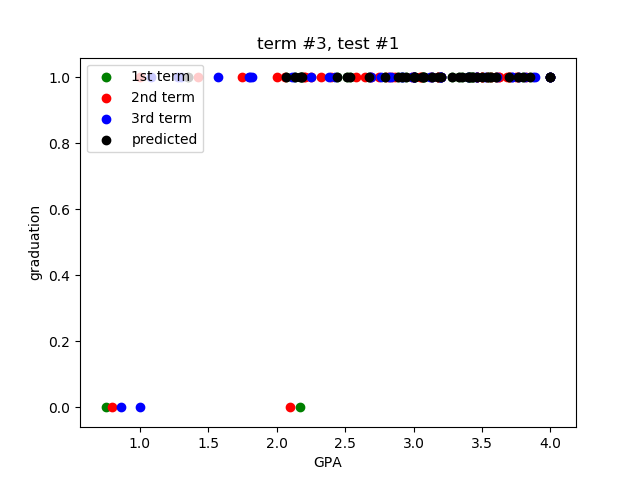 term #3, test #1
1st term
2nd term
3rd term
predicted
graduation
1.0
0.8
0.6
0.4
0.2
0.0
1.0 1.5 2.0 2.5 3.0 3.5 4.0
GPA